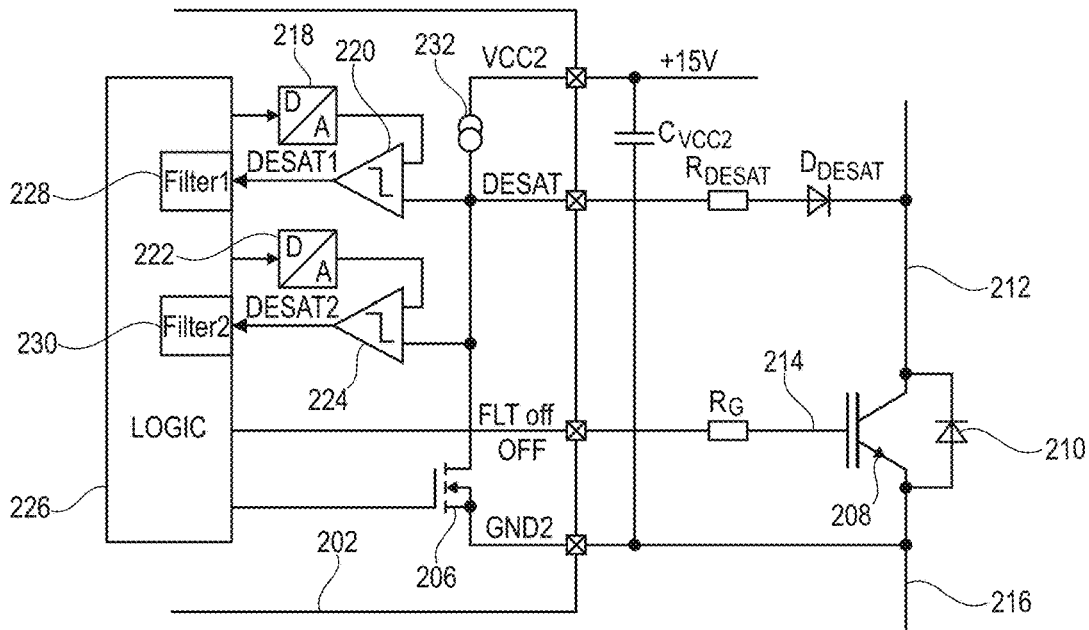 218
220
232
VCC2
+15V
D
A
CVCC2
DESAT1
DESAT
RDESAT
DDESAT
Filter1
228
222
D
A
212
DESAT2
Filter2
230
224
214
FLT off
RG
LOGIC
OFF
210
226
208
GND2
202
206
216